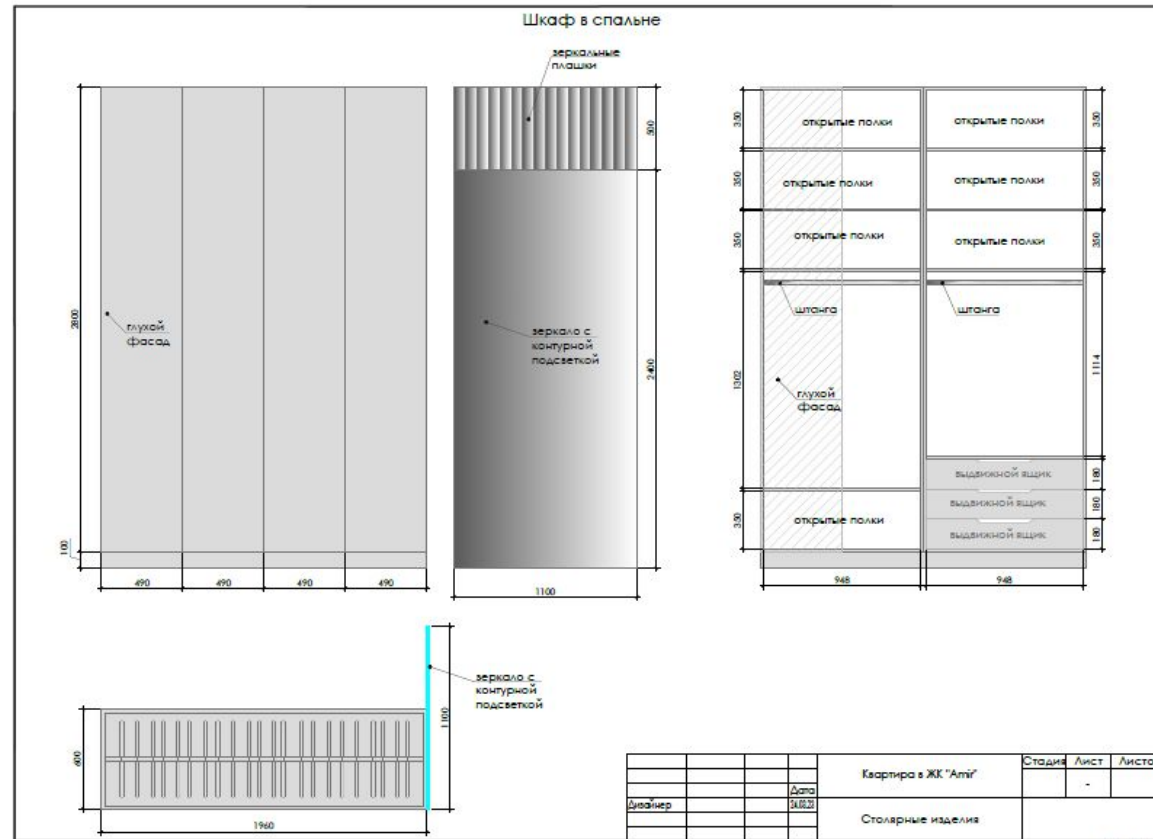 Шкаф в спальне
зеркальные
плашки
2800
100
глухой
фасад
490
490
490
490
500
2400
зеркало с
контурной
подсветкой
1100
350
350
350
1302
350
открытые полки
открытые полки
открытые полки
открытые полки
открытые полки
открытые полки
350
350
350
1114
180
180
180
штанга
штанга
глухой
фасад
открытые полки
выдвижной ящик
выдвижной ящик
выдвижной ящик
948
948
600
1960
1100
зеркало с
контурной
подсветкой
Квартира в ЖК "Amir"
Стадия Лист Листо
-
Дата
Дизайнер
Столярные изделия